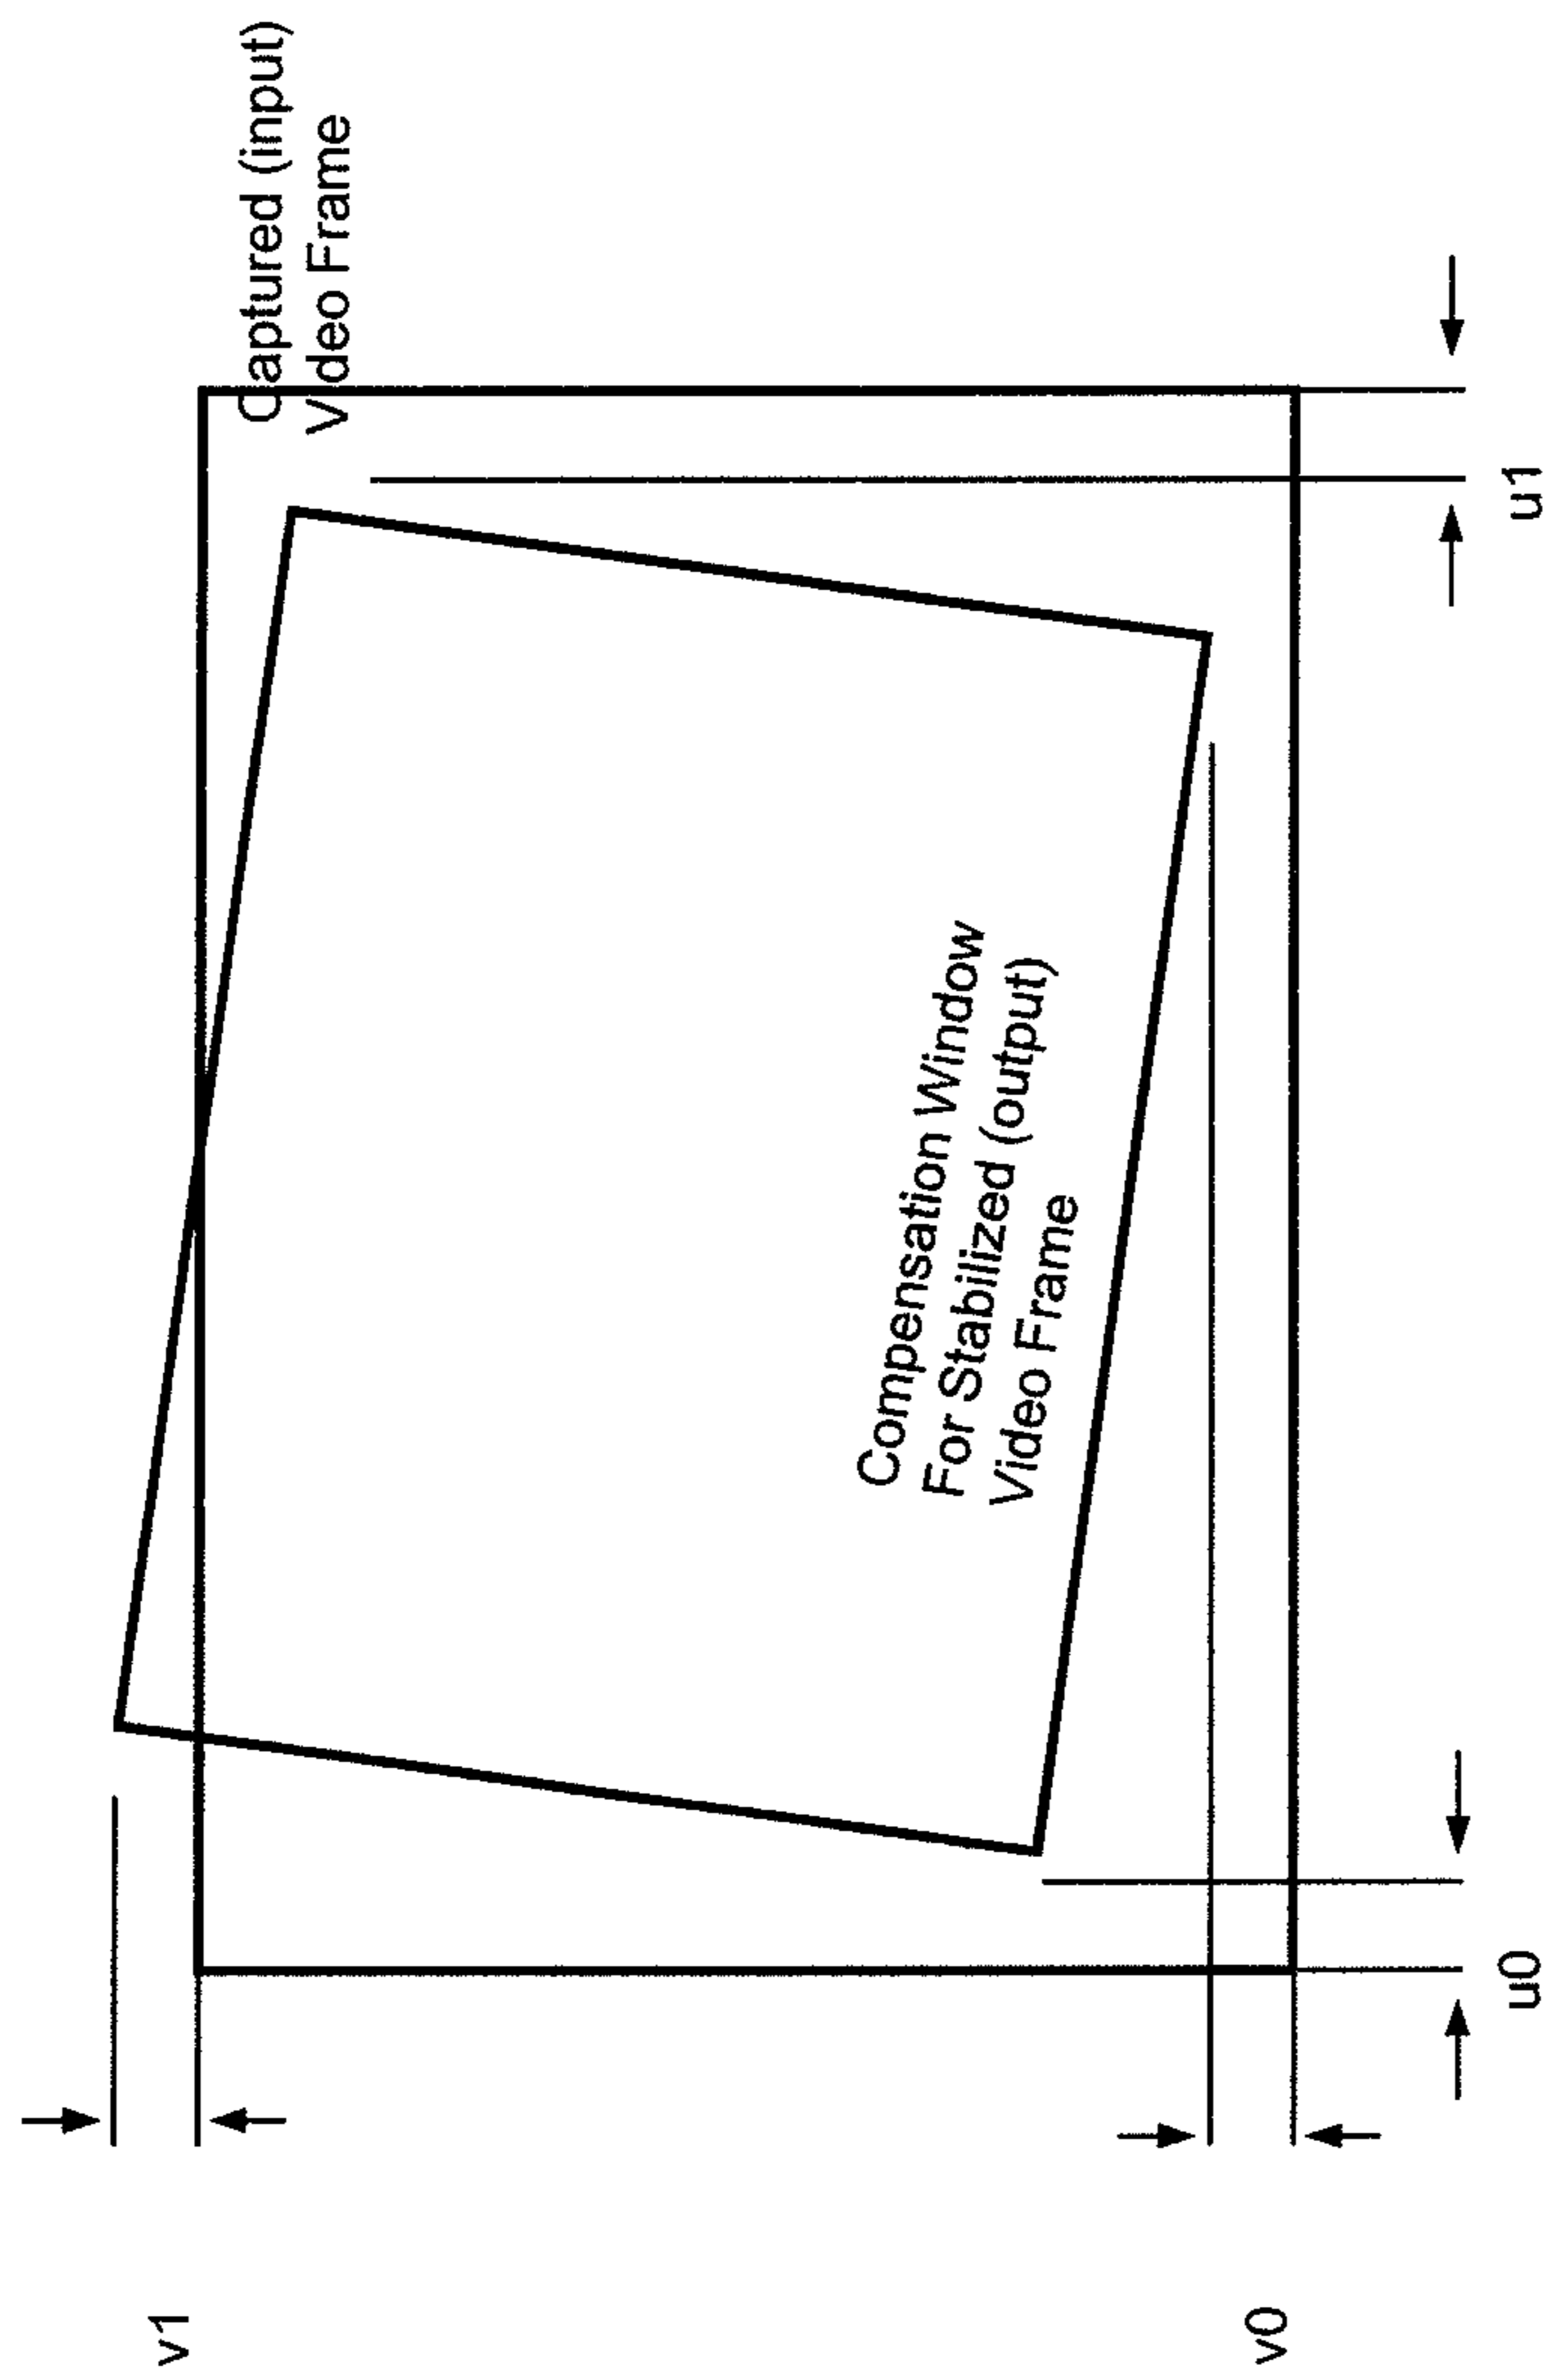 Captured (input)
Video Frame
Compensation Window
For Stabilized (output)
Video Frame
v1
v0
u0
u1